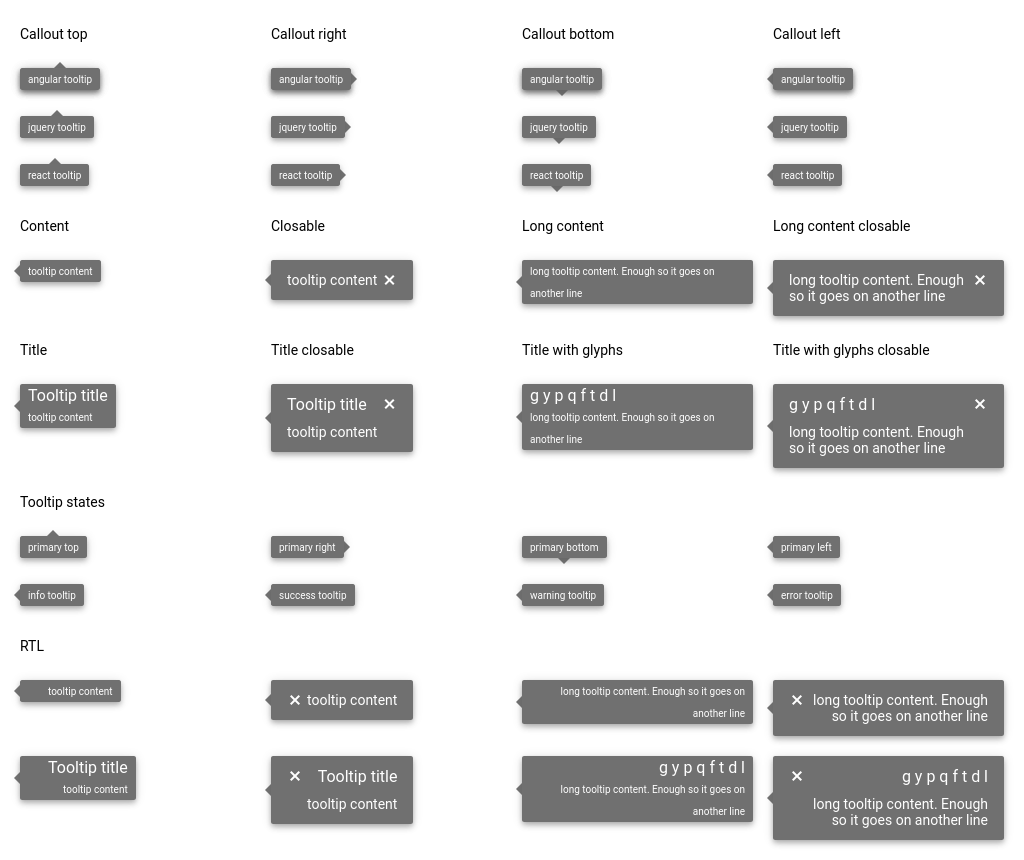 Callout top
Callout right
Callout bottom
Callout left
angular tooltip
angular tooltip
angular tooltip
angular tooltip
jquery tooltip
jquery tooltip
jquery tooltip
jquery tooltip
react tooltip
react tooltip
react tooltip
react tooltip
Content
Closable
Long content
Long content closable
tooltip content
tooltip content ×
long tooltip content. Enough so it goes on
another line
long tooltip content. Enough ×
so it goes on another line
Title
Title closable
Title with glyphs
Title with glyphs closable
Tooltip title
tooltip content
Tooltip title ×
tooltip content
g y p q f t d l
long tooltip content. Enough so it goes on
another line
g y p q f t d l ×
long tooltip content. Enough
so it goes on another line
Tooltip states
primary top
primary right
primary bottom
primary left
info tooltip
success tooltip
warning tooltip
error tooltip
RTL
tooltip content
× tooltip content
long tooltip content. Enough so it goes on
another line
× long tooltip content. Enough
so it goes on another line
Tooltip title
tooltip content
× Tooltip title
tooltip content
g y p q f t d l
long tooltip content. Enough so it goes on
another line
× g y p q f t d l
long tooltip content. Enough
so it goes on another line